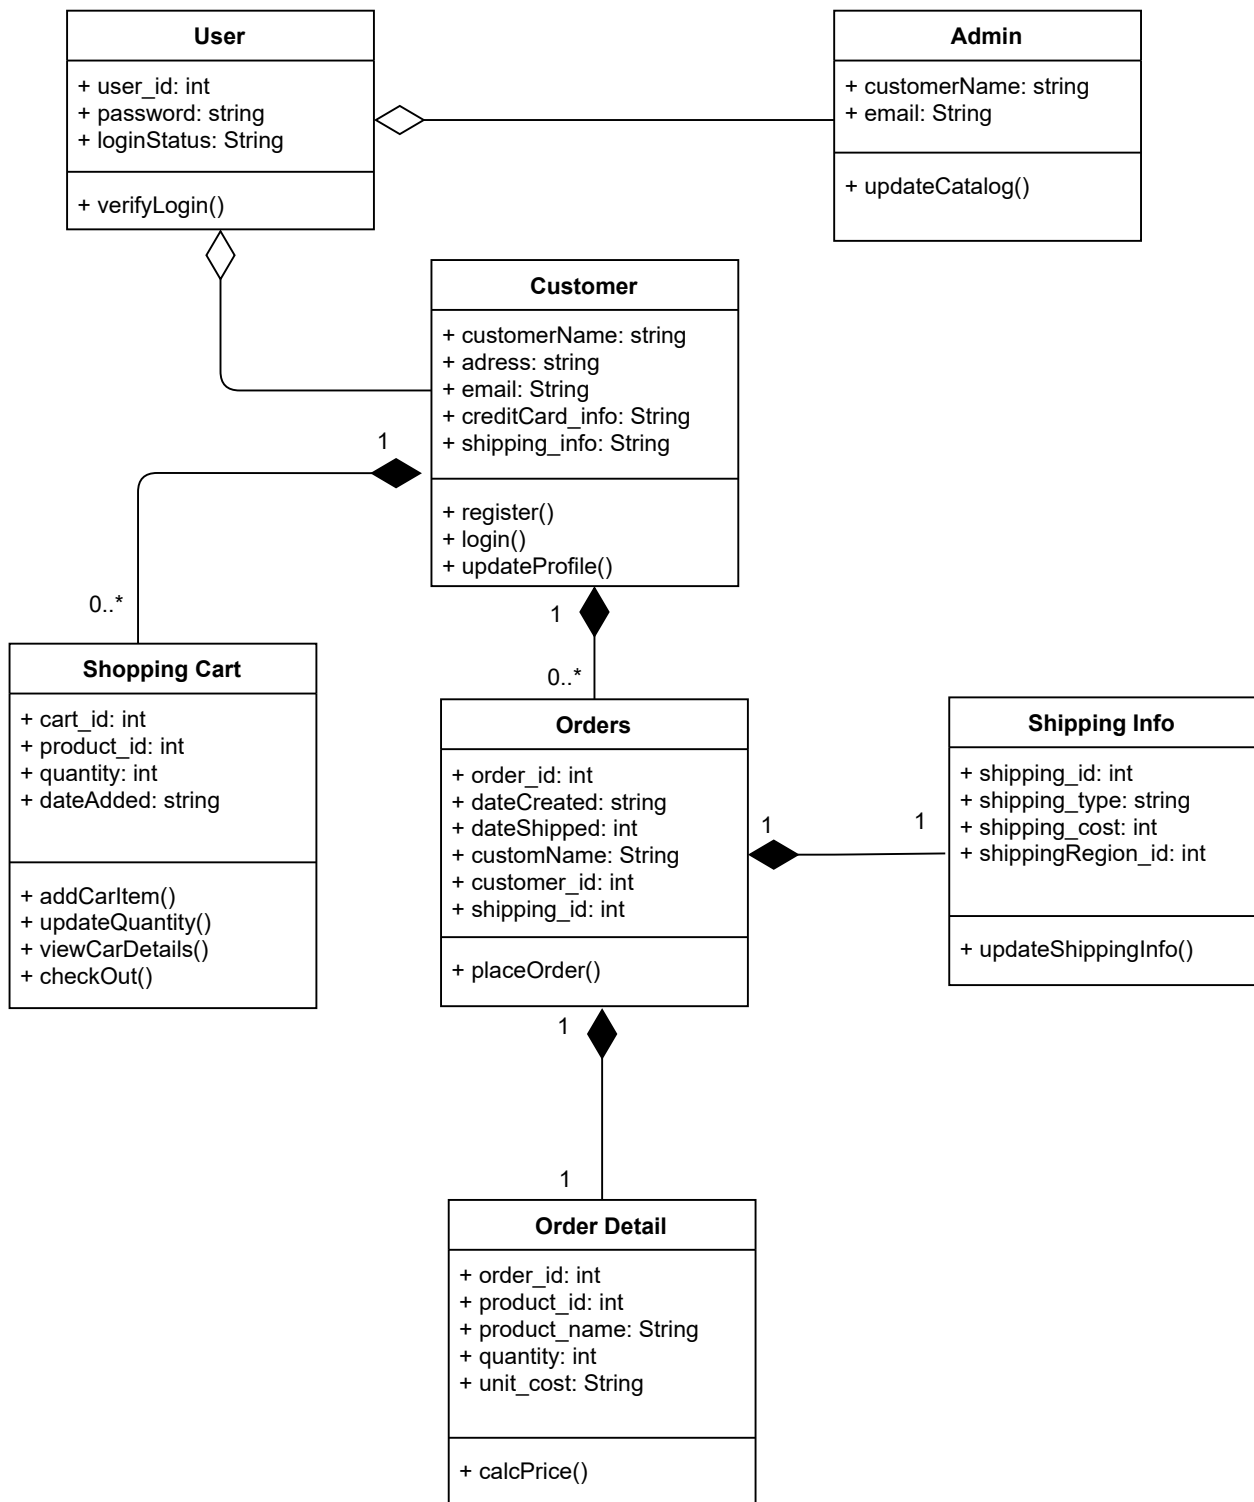 User
+ user_id: int
+ password: string
+ loginStatus: String
+ verifyLogin()
Admin
+ customerName: string
+ email: String
+ updateCatalog()
Customer
+ customerName: string
+ adress: string
+ email: String
+ creditCard_info: String
+ shipping_info: String
+ register()
+ login()
+ updateProfile()
1
0..*
1
0..*
Shopping Cart
+ cart_id: int
+ product_id: int
+ quantity: int
+ dateAdded: string
+ addCarItem()
+ updateQuantity()
+ viewCarDetails()
+ checkOut()
Orders
+ order_id: int
+ dateCreated: string
+ dateShipped: int
+ customName: String
+ customer_id: int
+ shipping_id: int
+ placeOrder()
1
1
Shipping Info
+ shipping_id: int
+ shipping_type: string
+ shipping_cost: int
+ shippingRegion_id: int
+ updateShippingInfo()
1
1
Order Detail
+ order_id: int
+ product_id: int
+ product_name: String
+ quantity: int
+ unit_cost: String
+ calcPrice()